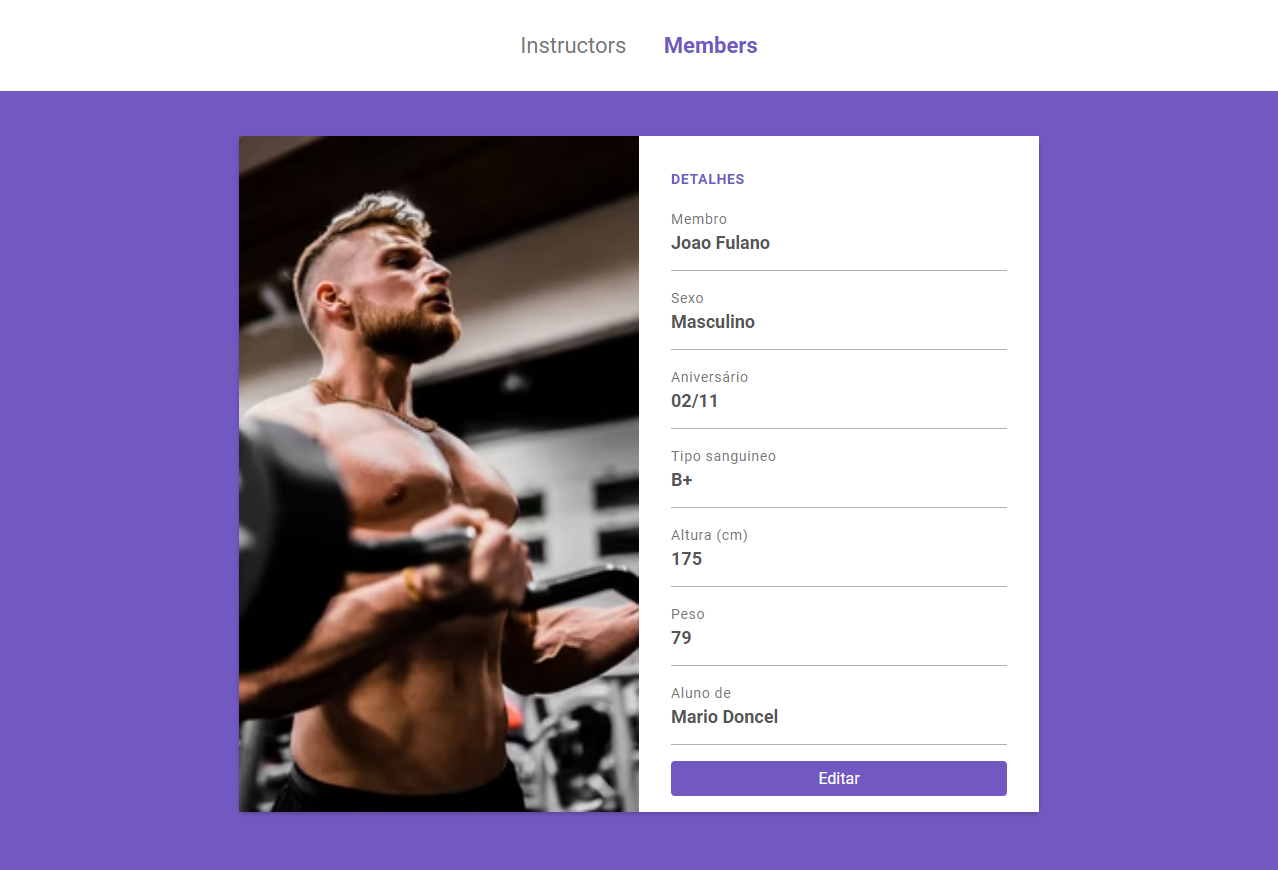 Instructors Members
DETALHES
Membro
Joao Fulano
Sexo
Masculino
Aniversário
02/11
Tipo sanguineo
B+
Altura (cm)
175
Peso
79
Aluno de
Mario Doncel
Editar